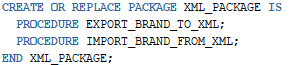 CREATE OR REPLACE PACKAGE XML_PACKAGE IS
PROCEDURE EXPORT_BRAND_TO_XML;
PROCEDURE IMPORT_BRAND_FROM_XML;
END XML_PACKAGE;